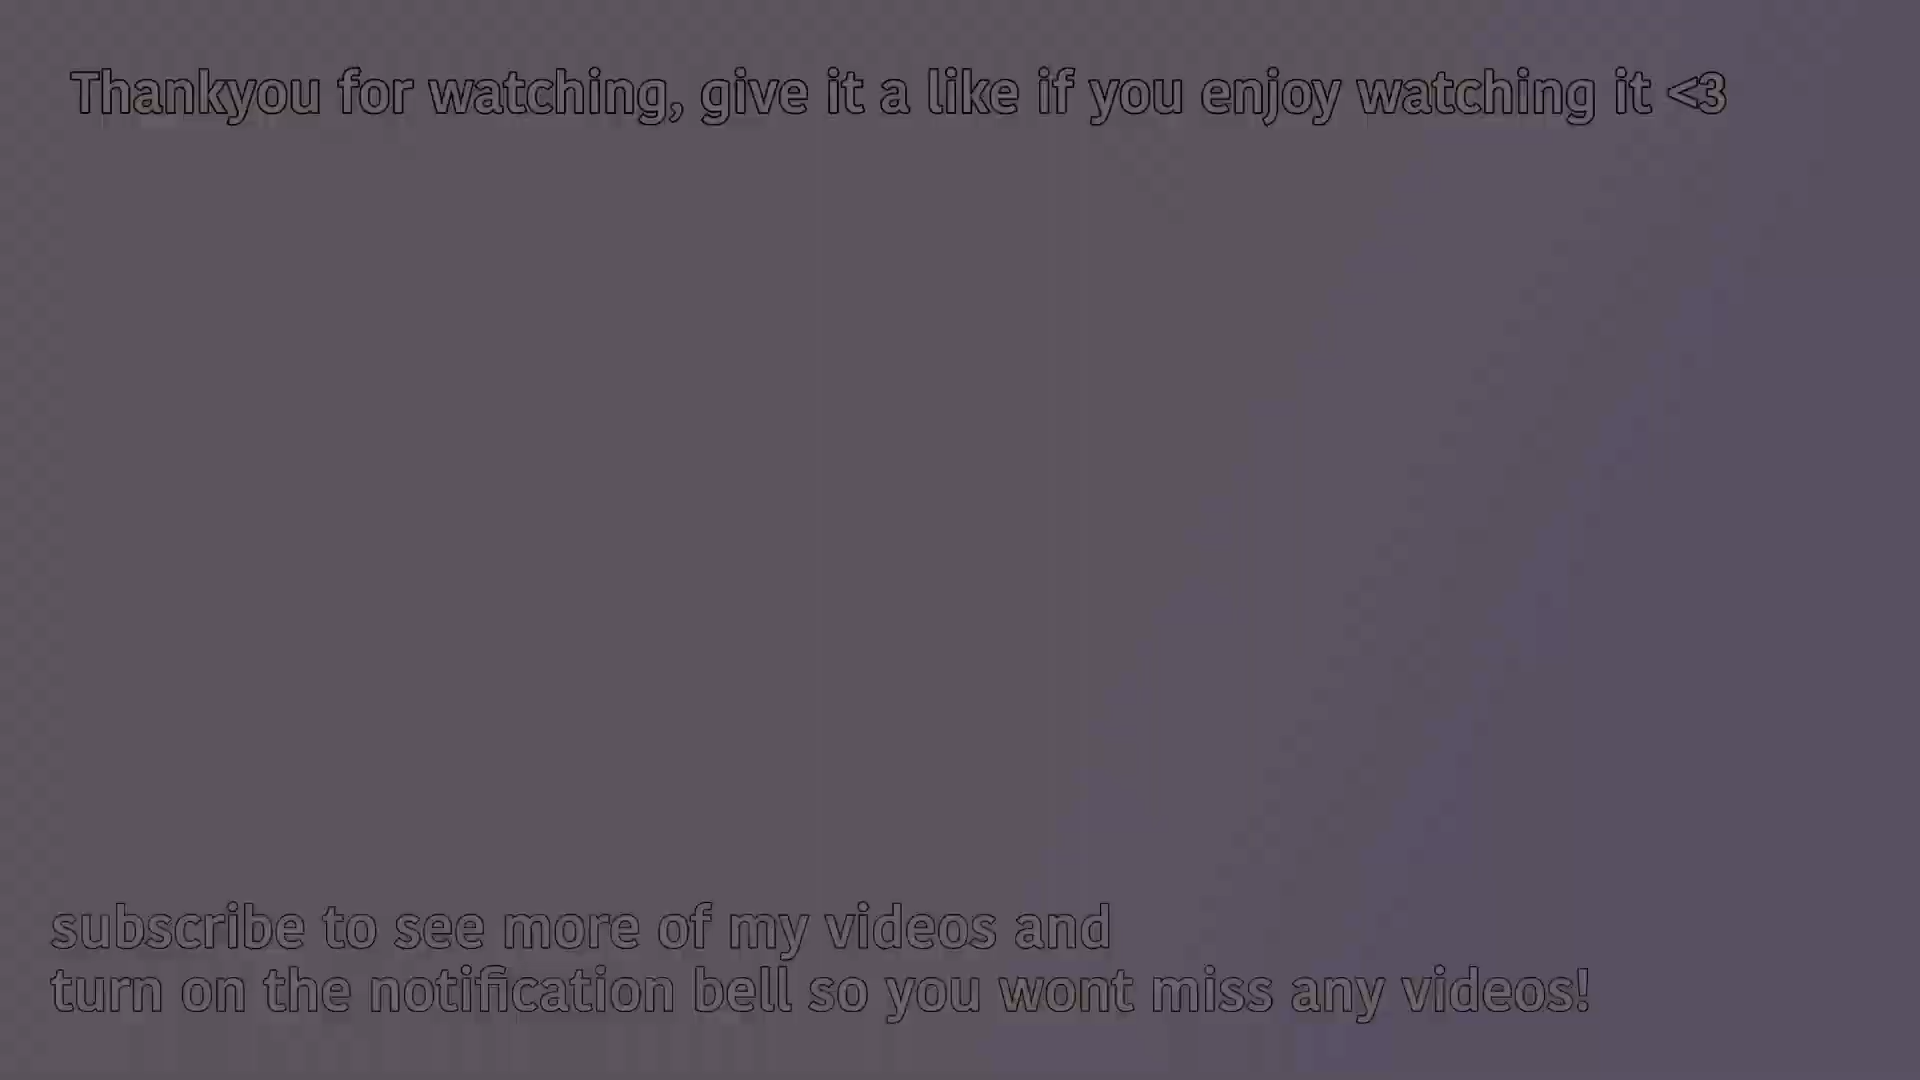 Thankyou for watching, give it a like if you enjoy watching it <3
subscribe to see more of my videos and
turn on the notification bell so you wont miss any videos!